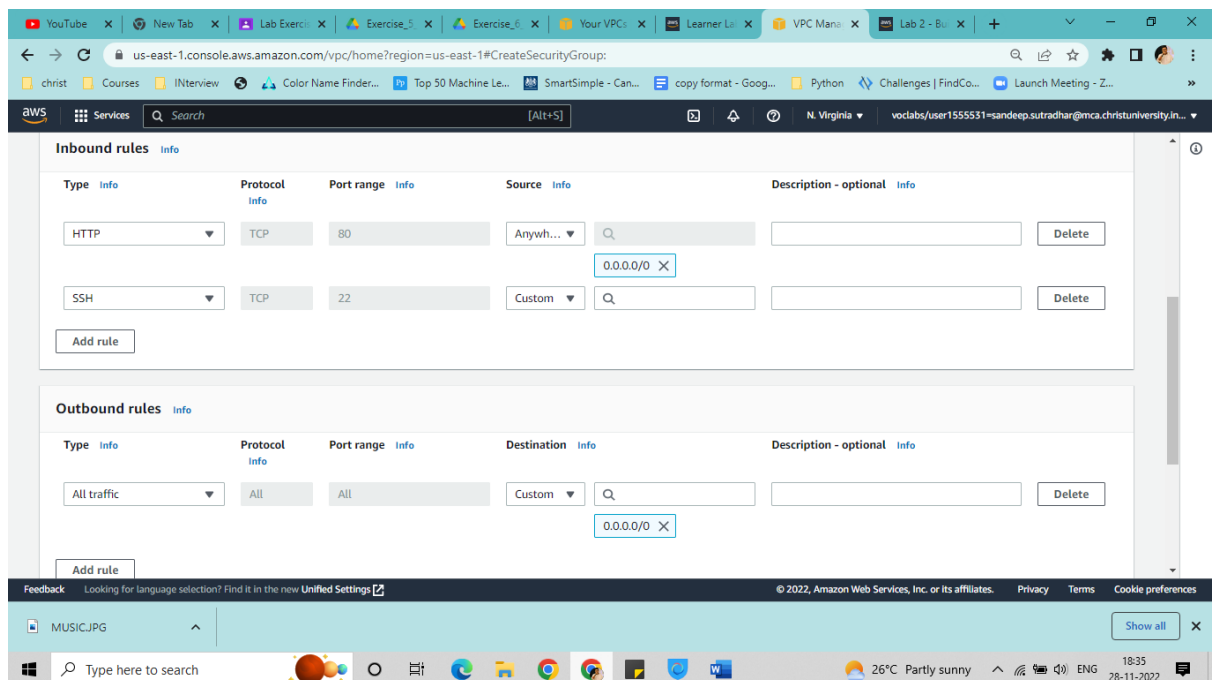 YouTube New Tab Lab Exerci Exercise_5_ Exercise_6_ Your VPCs Learner La VPC Mana Lab 2 - Bu
us-east-1.console.aws.amazon.com/vpc/home?region=us-east-1#CreateSecurityGroup:
christ Courses INterview Color Name Finder... Top 50 Machine Le... SmartSimple - Can... copy format - Goog... Python Challenges | FindCo... Launch Meeting - Z... »
aws Services Search [Alt+S] N. Virginia ▼ voclabs/user1555531=sandeep.sutradhar@mca.christuniversity.in... ▼
Inbound rules Info
Type Info Protocol Port range Info Source Info Description - optional Info
Info
HTTP TCP 80 Anywh... Delete
0.0.0.0/0
SSH TCP 22 Custom Delete
Add rule
Outbound rules Info
Type Info Protocol Port range Info Destination Info Description - optional Info
Info
All traffic All All Custom Delete
0.0.0.0/0
Add rule
Feedback Looking for language selection? Find it in the new Unified Settings © 2022, Amazon Web Services, Inc. or its affiliates. Privacy Terms Cookie preferences
MUSIC.JPG Show all
Type here to search 26°C Partly sunny ENG 18:35
28-11-2022